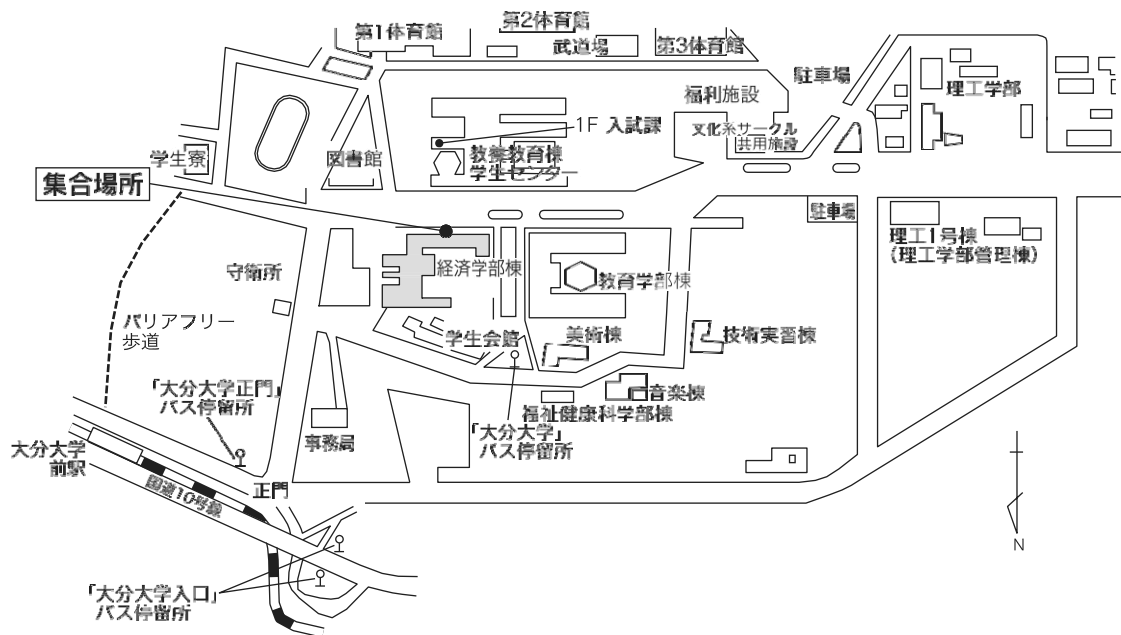 第1体育館
第2体育館
武道場
第3体育館
駐車場
理工学部
福利施設
1F 入試課
文化系サークル
共用施設
学生寮
図書館
教養教育棟
学生センター
集合場所
駐車場
理工1号棟
(理工学部管理棟)
経済学部棟
教育学部棟
守衛所
バリアフリー
歩道
学生会館
美術棟
技術実習棟
「大分大学正門」
バス停留所
音楽棟
福祉健康科学部棟
「大分大学」
バス停留所
事務局
大分大学
前駅
国道10号線
正門
N
「大分大学入口」
バス停留所